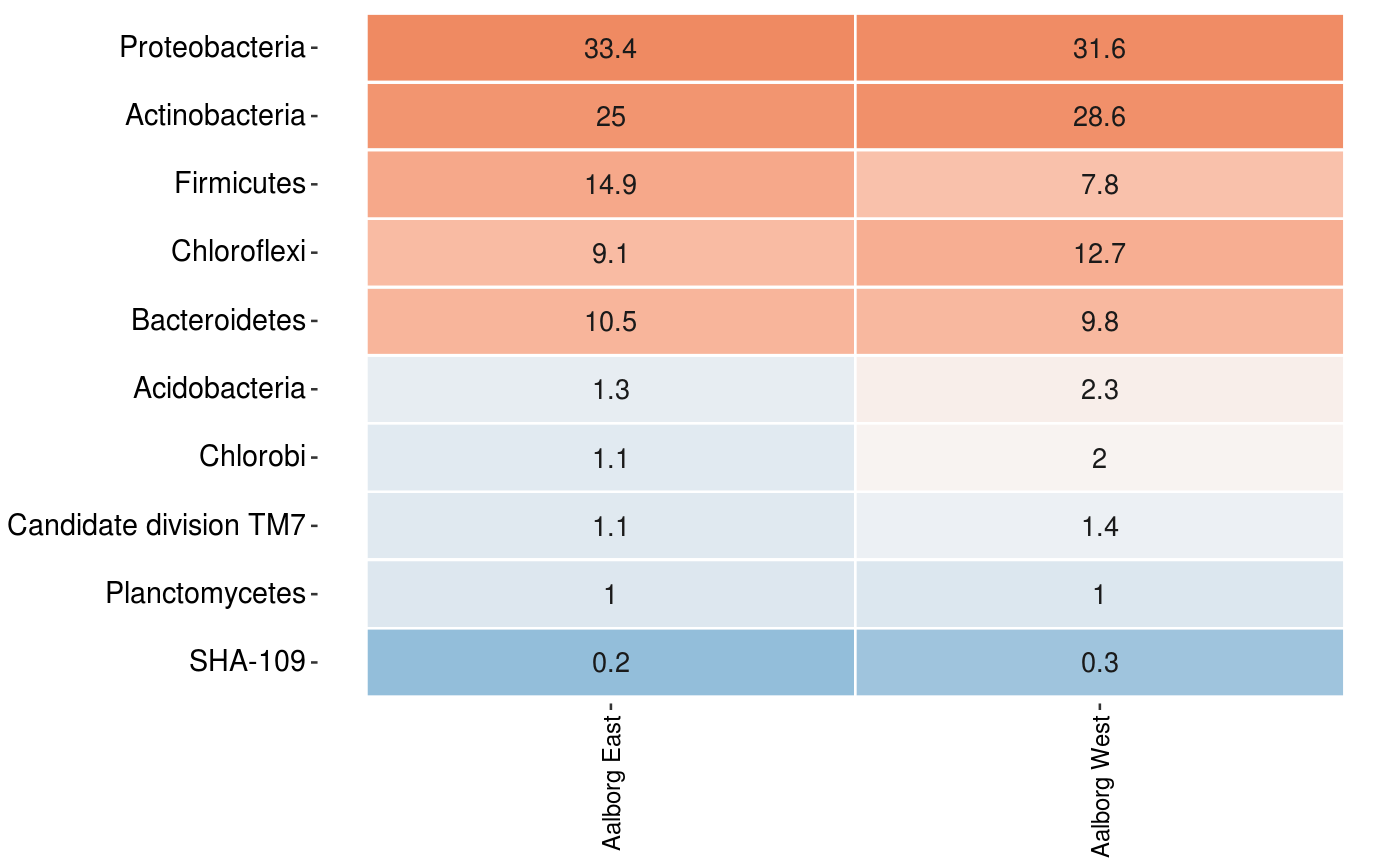 Proteobacteria 33.4 31.6
Actinobacteria 25 28.6
Firmicutes 14.9 7.8
Chloroflexi 9.1 12.7
Bacteroidetes 10.5 9.8
Acidobacteria 1.3 2.3
Chlorobi 1.1 2
Candidate division TM7 1.1 1.4
Planctomycetes 1 1
SHA-109 0.2 0.3
Aalborg East
Aalborg West